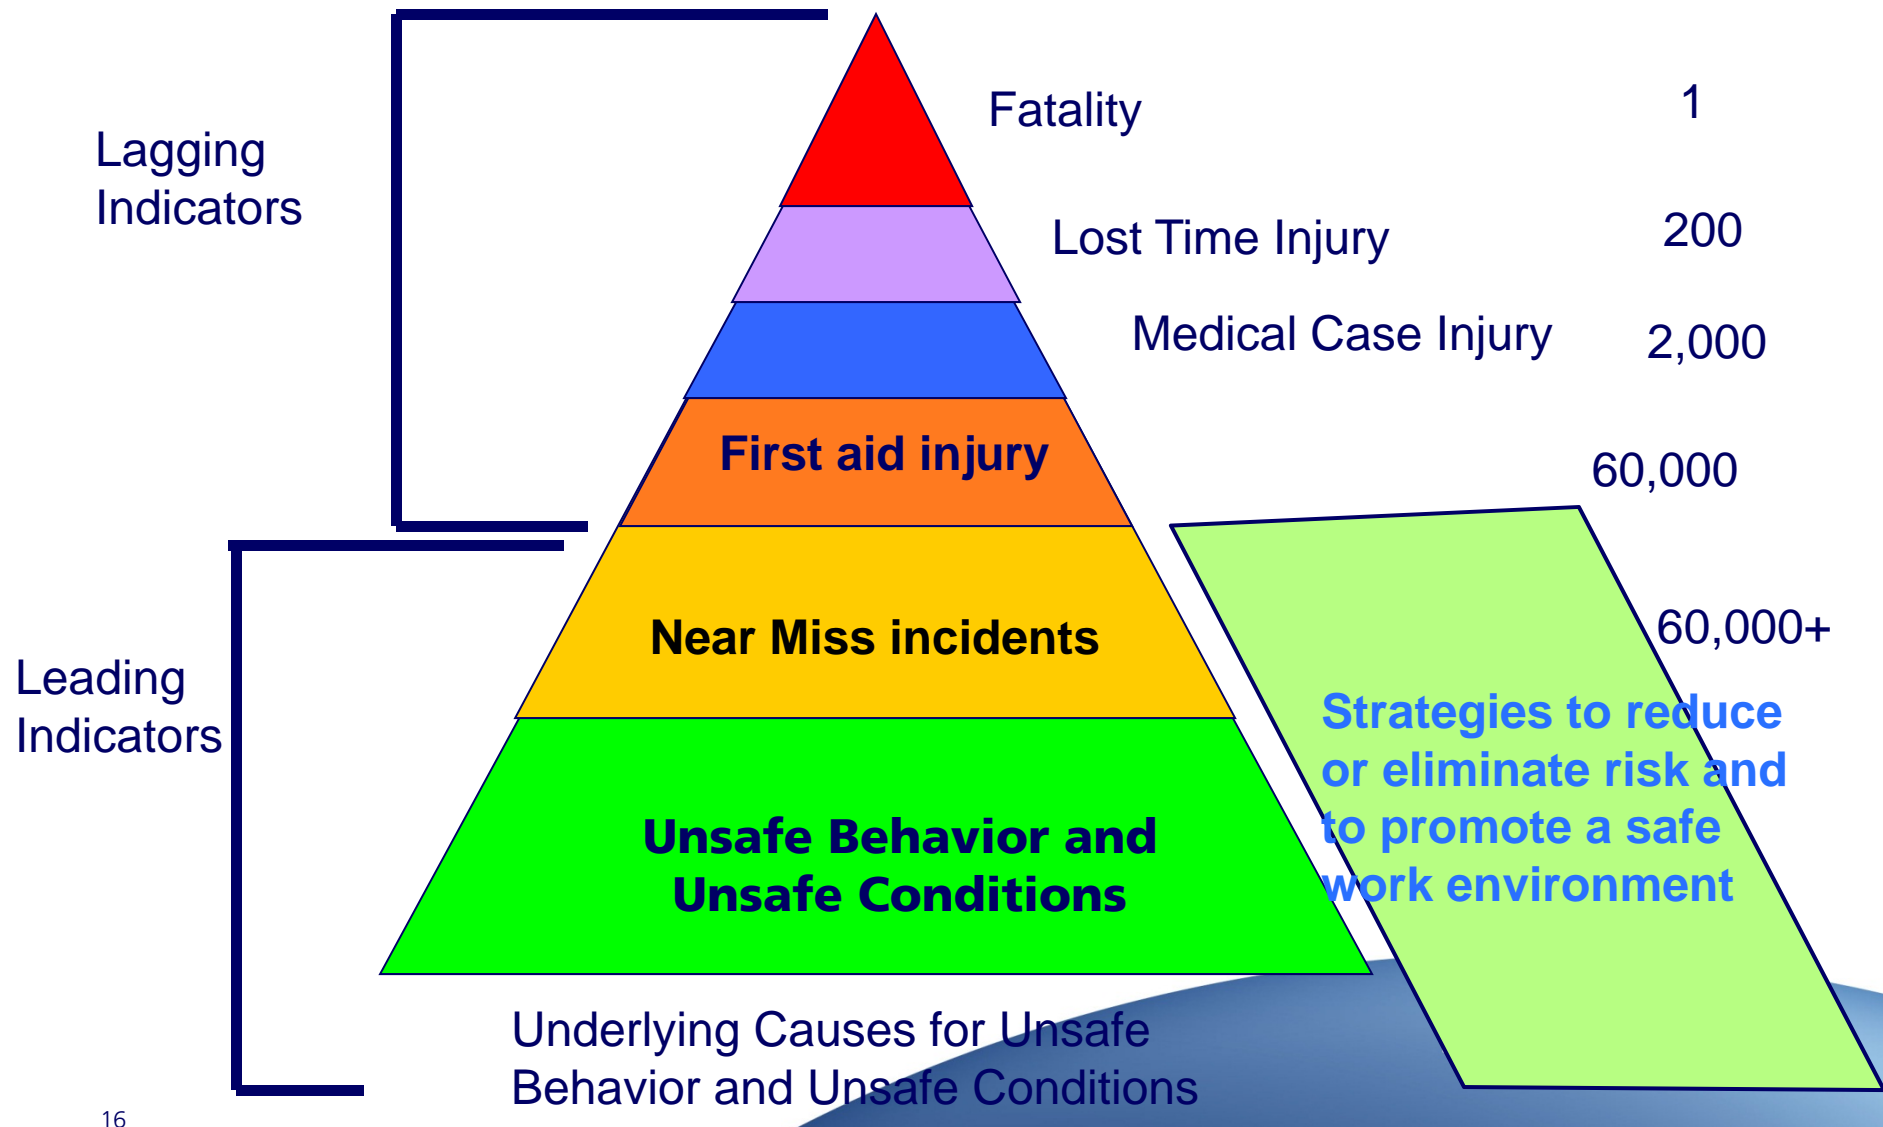 Fatality
1
Lagging
Indicators
Lost Time Injury
200
Medical Case Injury
2,000
First aid injury
60,000
Near Miss incidents
60,000+
Leading
Indicators
Strategies to reduce
or eliminate risk and
to promote a safe
work environment
Unsafe Behavior and
Unsafe Conditions
Underlying Causes for Unsafe
Behavior and Unsafe Conditions
16